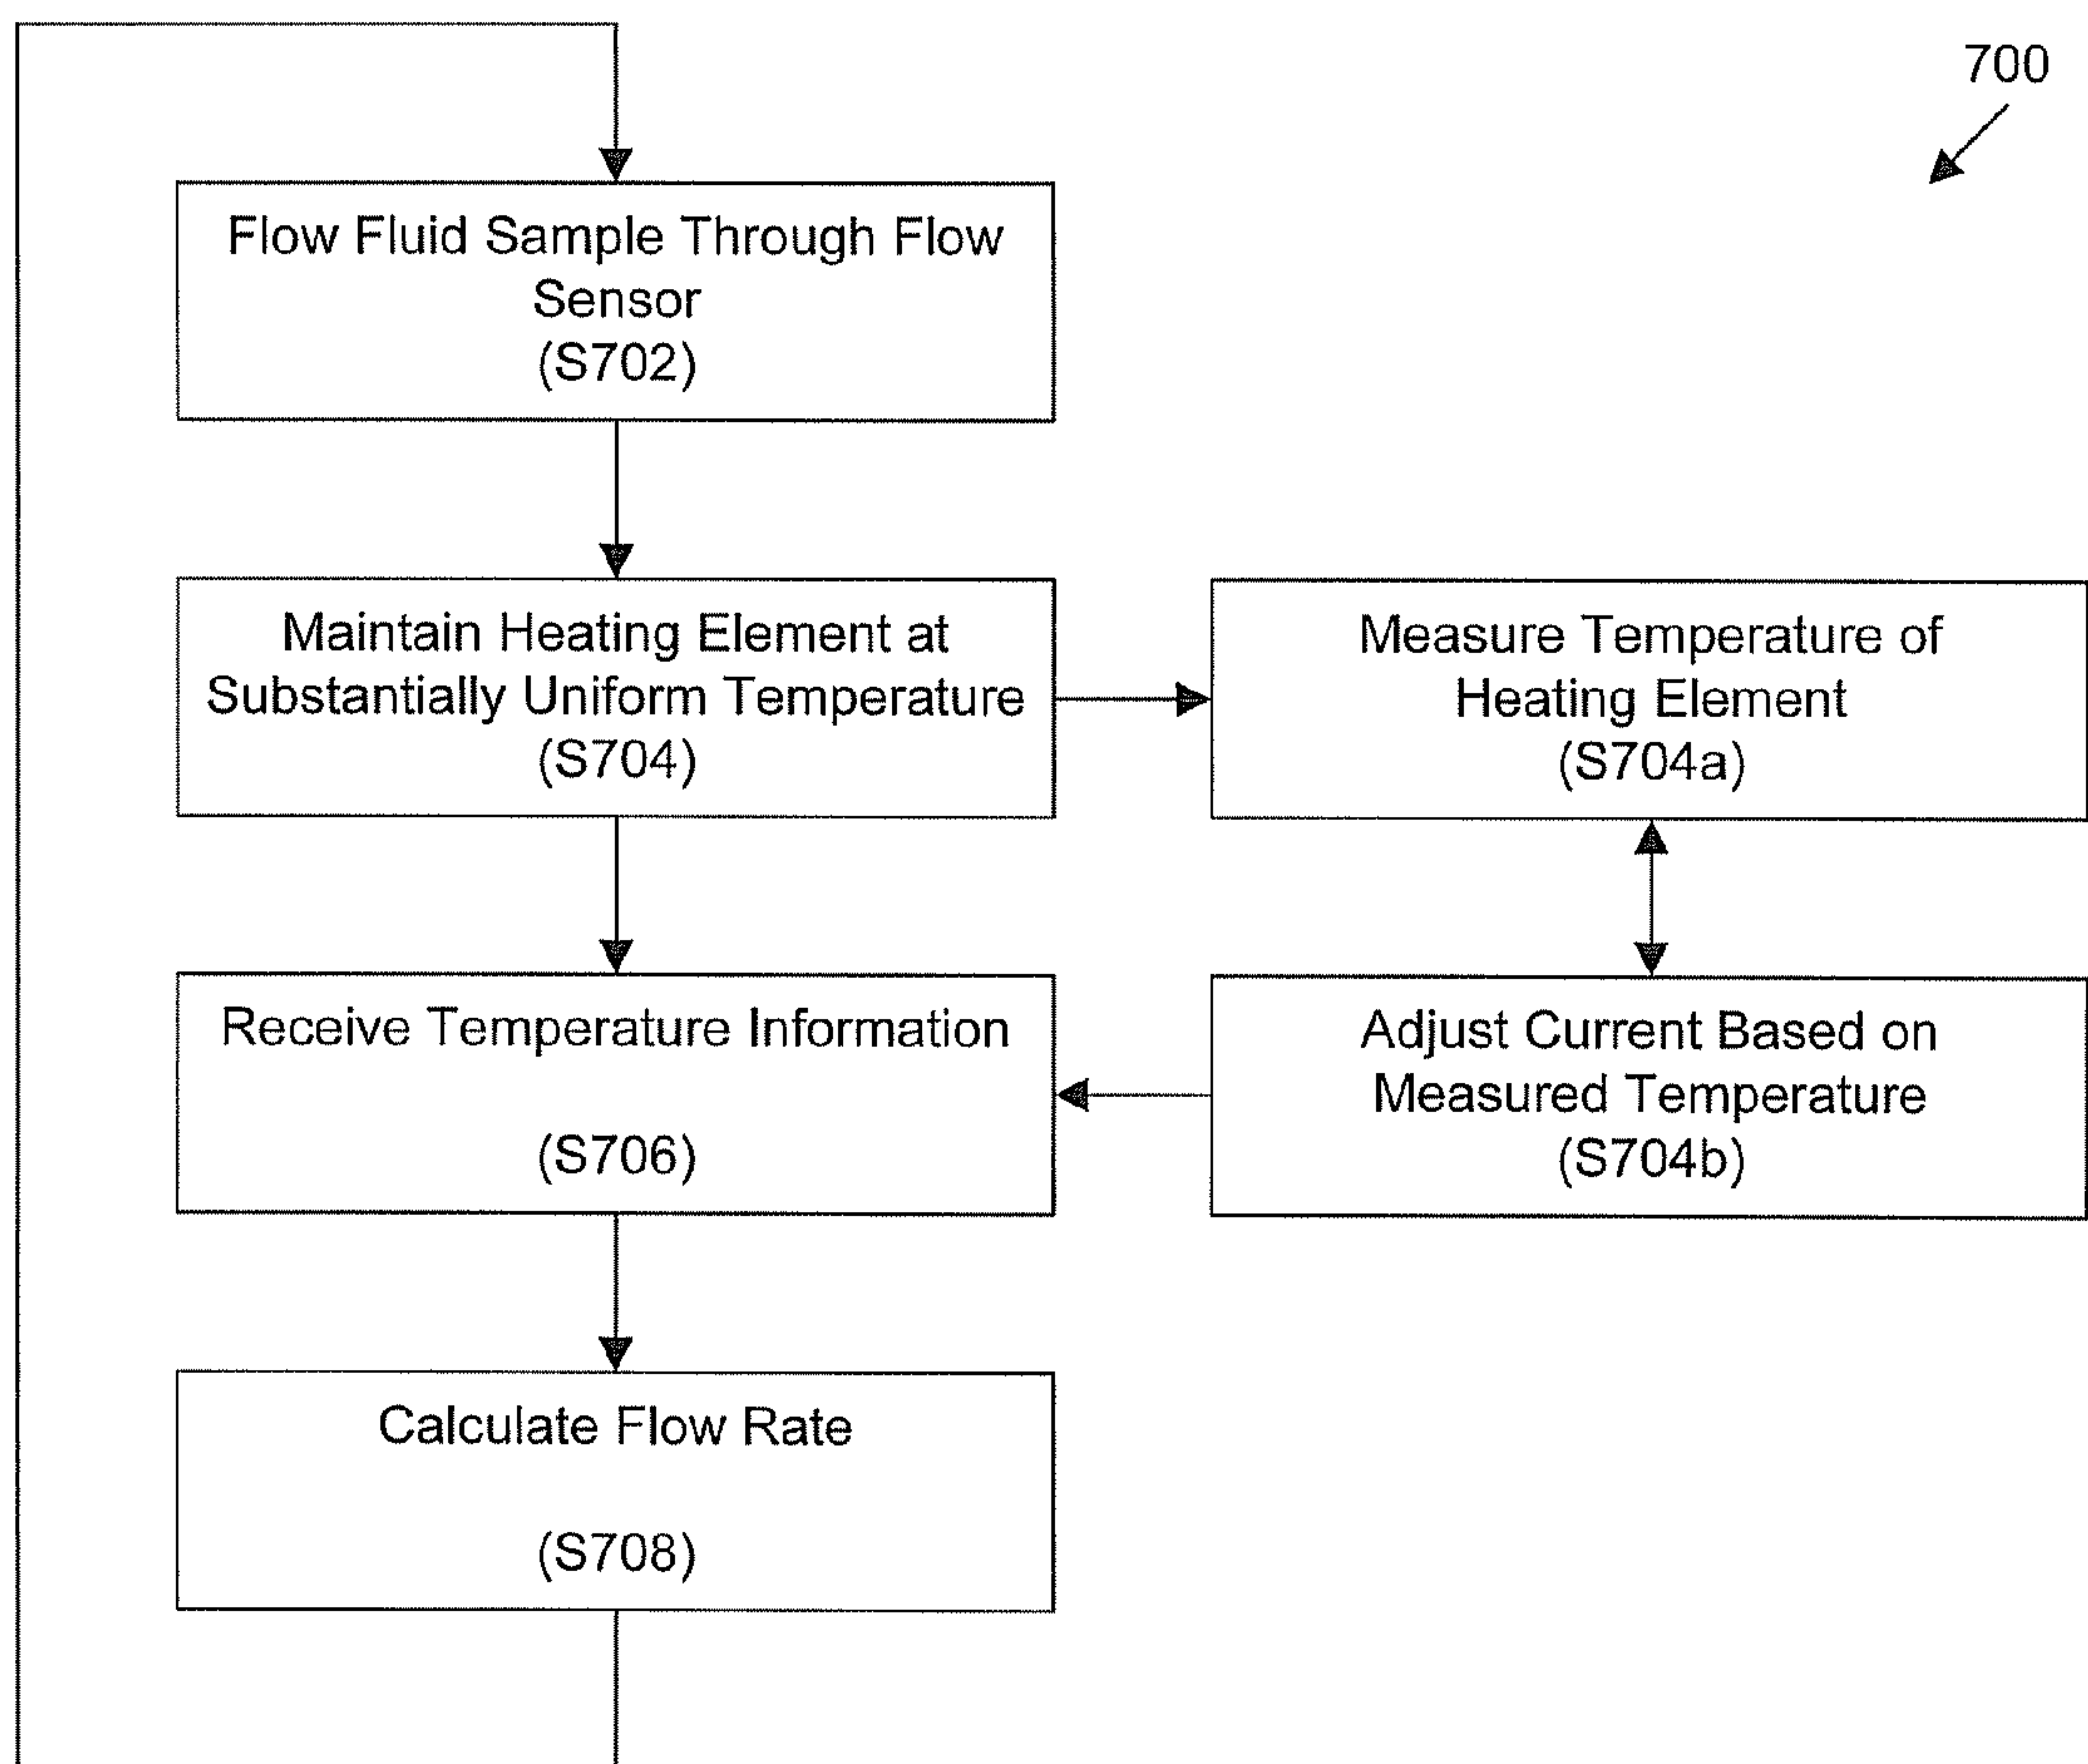 700
Flow Fluid Sample Through Flow
Sensor
(S702)
Maintain Heating Element at
Substantially Uniform Temperature
(S704)
Measure Temperature of
Heating Element
(S704a)
Receive Temperature Information
(S706)
Adjust Current Based on
Measured Temperature
(S704b)
Calculate Flow Rate
(S708)